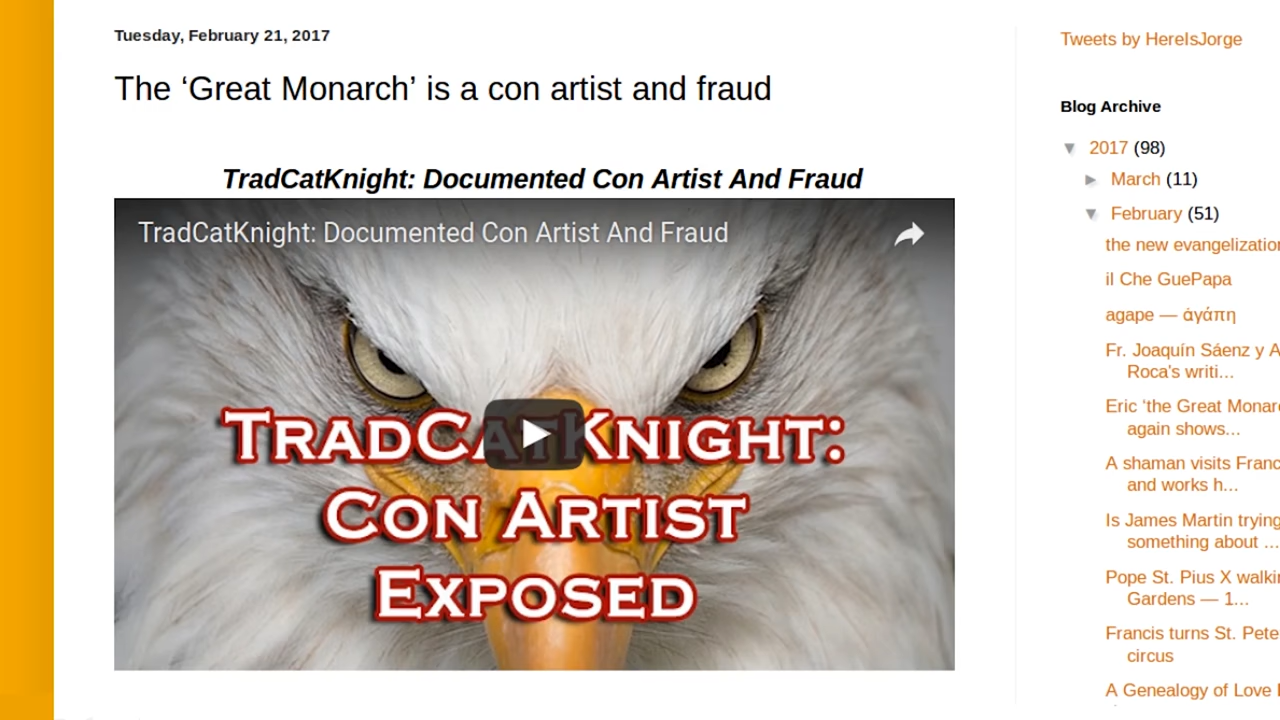 Tuesday, February 21, 2017
The ‘Great Monarch’ is a con artist and fraud
TradCatKnight: Documented Con Artist And Fraud
TradCatKnight: Documented Con Artist And Fraud
TradCatKnight:
Con Artist
Exposed
Tweets by HereIsJorge
Blog Archive
▼ 2017 (98)
► March (11)
▼ February (51)
the new evangelization
il Che GuePapa
agape — ἀγάπη
Fr. Joaquín Sáenz y A
Roca's writi...
Eric ‘the Great Monarc
again shows...
A shaman visits Franc
and works h...
Is James Martin trying
something about ...
Pope St. Pius X walkin
Gardens — 1...
Francis turns St. Pete
circus
A Genealogy of Love